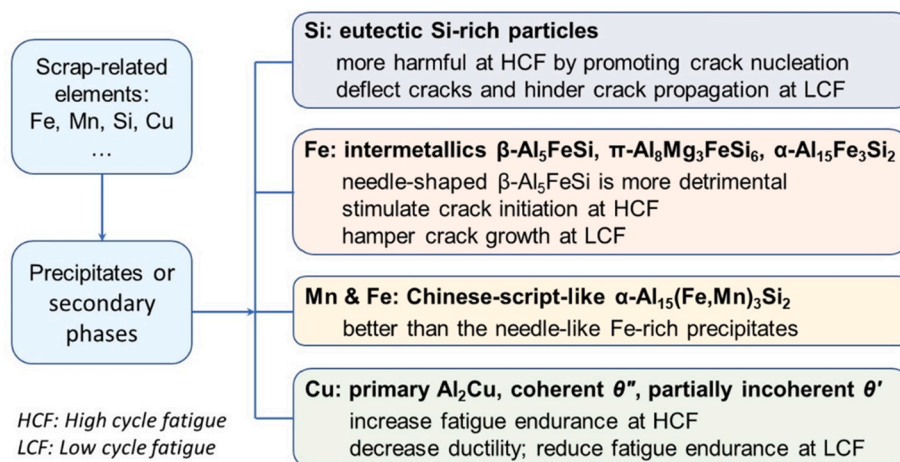 Scrap-related
elements:
Fe, Mn, Si, Cu
...
Precipitates or
secondary
phases
HCF: High cycle fatigue
LCF: Low cycle fatigue
Si: eutectic Si-rich particles
more harmful at HCF by promoting crack nucleation
deflect cracks and hinder crack propagation at LCF
Fe: intermetallics β-Al₅FeSi, π-Al₈Mg₃FeSi₆, α-Al₁₅Fe₃Si₂
needle-shaped β-Al₅FeSi is more detrimental
stimulate crack initiation at HCF
hamper crack growth at LCF
Mn & Fe: Chinese-script-like α-Al₁₅(Fe,Mn)₃Si₂
better than the needle-like Fe-rich precipitates
Cu: primary Al₂Cu, coherent θ″, partially incoherent θ′
increase fatigue endurance at HCF
decrease ductility; reduce fatigue endurance at LCF